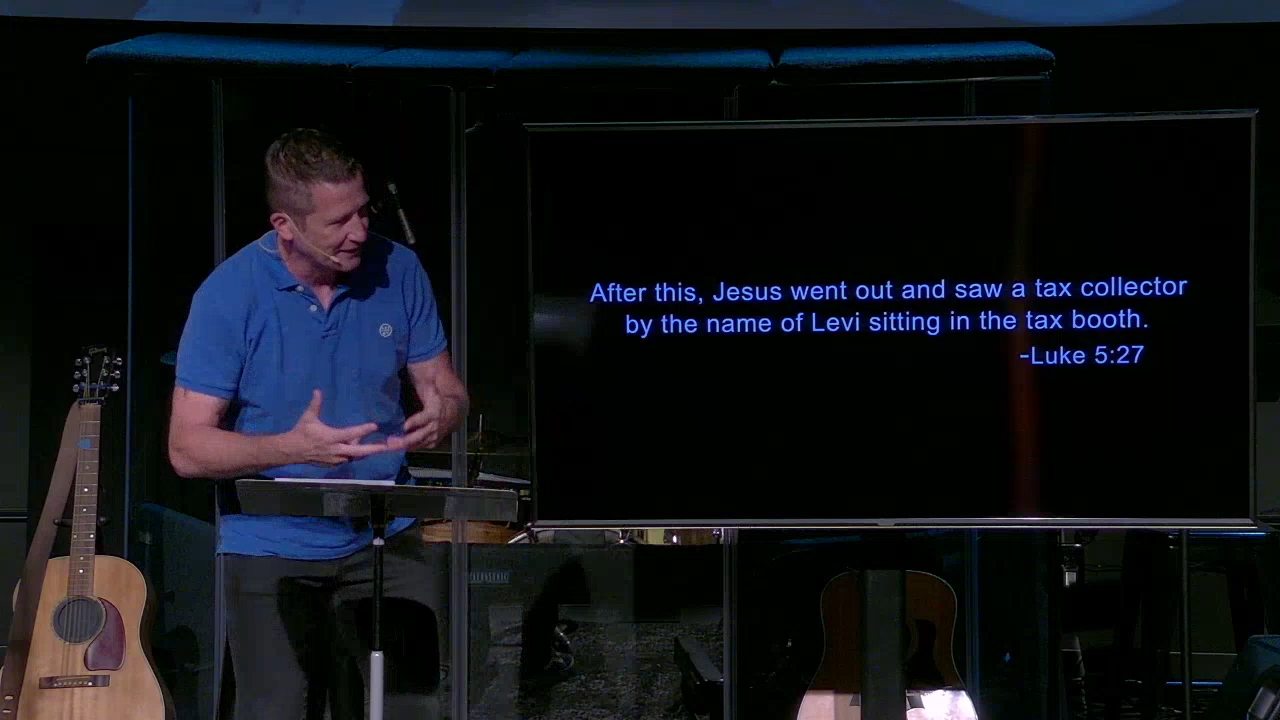 After this, Jesus went out and saw a tax collector
by the name of Levi sitting in the tax booth.
-Luke 5:27
Gibson